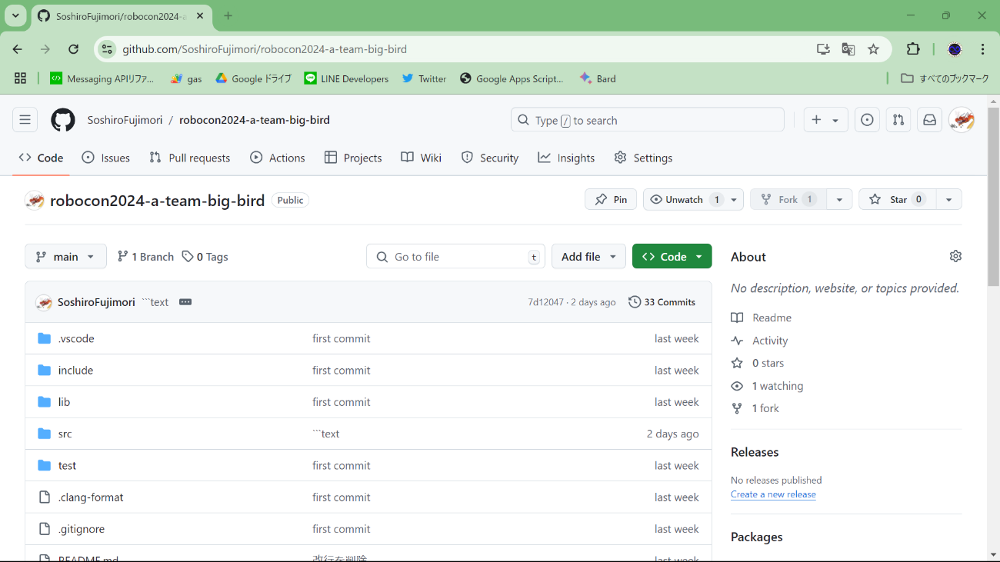 SoshiroFujimori/robocon2024-a
github.com/SoshiroFujimori/robocon2024-a-team-big-bird
Messaging APIリファ... gas Google ドライブ LINE Developers Twitter Google Apps Script... Bard すべてのブックマーク
SoshiroFujimori / robocon2024-a-team-big-bird Type / to search
Code Issues Pull requests Actions Projects Wiki Security Insights Settings
robocon2024-a-team-big-bird Public Pin Unwatch 1 Fork 1 Star 0
main 1 Branch 0 Tags Go to file t Add file Code
About
No description, website, or topics provided.
SoshiroFujimori ```text 7d12047 · 2 days ago 33 Commits
.vscode first commit last week
include first commit last week
lib first commit last week
src ```text 2 days ago
test first commit last week
.clang-format first commit last week
.gitignore first commit last week
README.md 改行を削除 last week
Readme
Activity
0 stars
1 watching
1 fork
Releases
No releases published
Create a new release
Packages